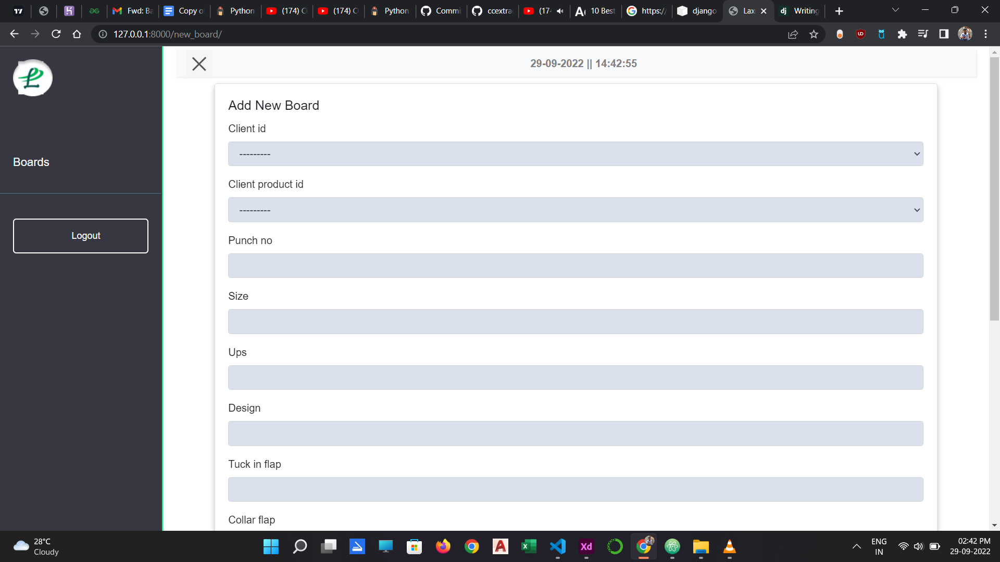 Fwd: Ba
Copy o
Python
(174) C
(174) C
Python
Commi
ccextra
(17
10 Best
https:/
django
Lax
dj
Writing
127.0.0.1:8000/new_board/
29-09-2022 || 14:42:55
Boards
Logout
Add New Board
Client id
---------
Client product id
---------
Punch no
Size
Ups
Design
Tuck in flap
Collar flap
28°C
Cloudy
Xd
ENG
IN
02:42 PM
29-09-2022